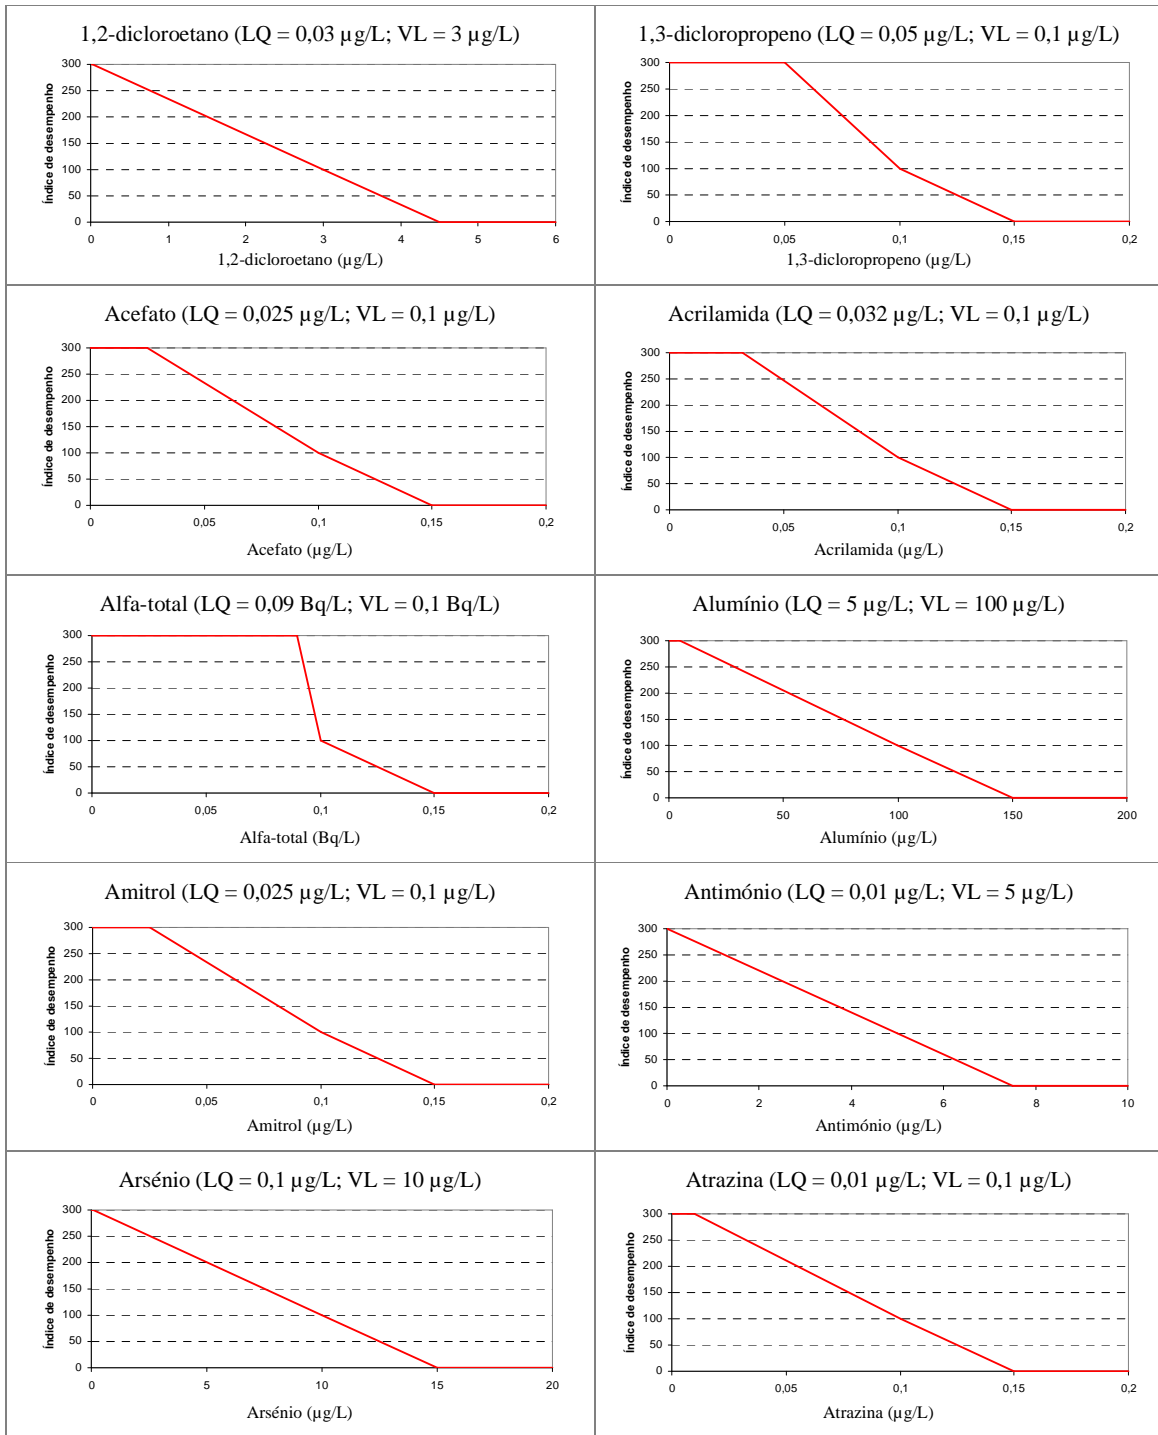 1,2-dicloroetano (LQ = 0,03 µg/L; VL = 3 µg/L)
Índice de desempenho
300
250
200
150
100
50
0
0 1 2 3 4 5 6
1,2-dicloroetano (µg/L)
1,3-dicloropropeno (LQ = 0,05 µg/L; VL = 0,1 µg/L)
Índice de desempenho
300
250
200
150
100
50
0
0 0,05 0,1 0,15 0,2
1,3-dicloropropeno (µg/L)
Acefato (LQ = 0,025 µg/L; VL = 0,1 µg/L)
Índice de desempenho
300
250
200
150
100
50
0
0 0,05 0,1 0,15 0,2
Acefato (µg/L)
Acrilamida (LQ = 0,032 µg/L; VL = 0,1 µg/L)
Índice de desempenho
300
250
200
150
100
50
0
0 0,05 0,1 0,15 0,2
Acrilamida (µg/L)
Alfa-total (LQ = 0,09 Bq/L; VL = 0,1 Bq/L)
Índice de desempenho
300
250
200
150
100
50
0
0 0,05 0,1 0,15 0,2
Alfa-total (Bq/L)
Alumínio (LQ = 5 µg/L; VL = 100 µg/L)
Índice de desempenho
300
250
200
150
100
50
0
0 50 100 150 200
Alumínio (µg/L)
Amitrol (LQ = 0,025 µg/L; VL = 0,1 µg/L)
Índice de desempenho
300
250
200
150
100
50
0
0 0,05 0,1 0,15 0,2
Amitrol (µg/L)
Antimónio (LQ = 0,01 µg/L; VL = 5 µg/L)
Índice de desempenho
300
250
200
150
100
50
0
0 2 4 6 8 10
Antimónio (µg/L)
Arsénio (LQ = 0,1 µg/L; VL = 10 µg/L)
Índice de desempenho
300
250
200
150
100
50
0
0 5 10 15 20
Arsénio (µg/L)
Atrazina (LQ = 0,01 µg/L; VL = 0,1 µg/L)
Índice de desempenho
300
250
200
150
100
50
0
0 0,05 0,1 0,15 0,2
Atrazina (µg/L)